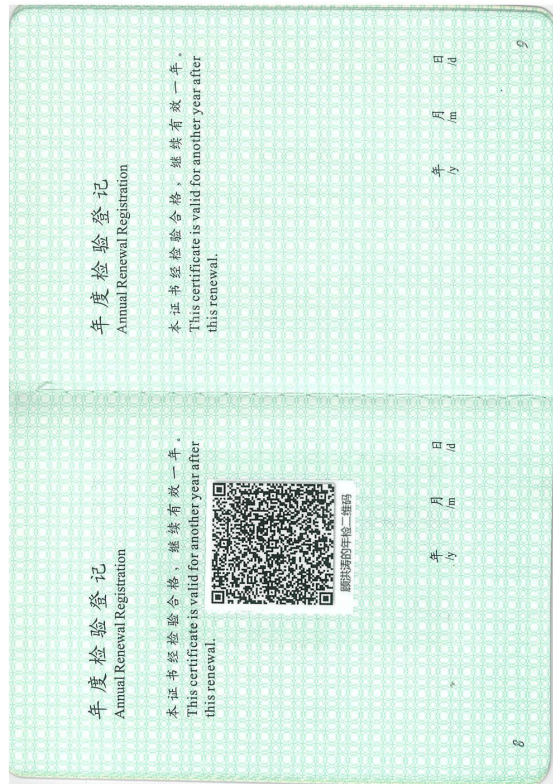 年度检验登记
Annual Renewal Registration
本证书经检验合格，继续有效一年。
This certificate is valid for another year after
this renewal.
顾洪涛的年检二维码
年 月 日
/y /m /d
8
年度检验登记
Annual Renewal Registration
本证书经检验合格，继续有效一年。
This certificate is valid for another year after
this renewal.
年 月 日
/y /m /d
9